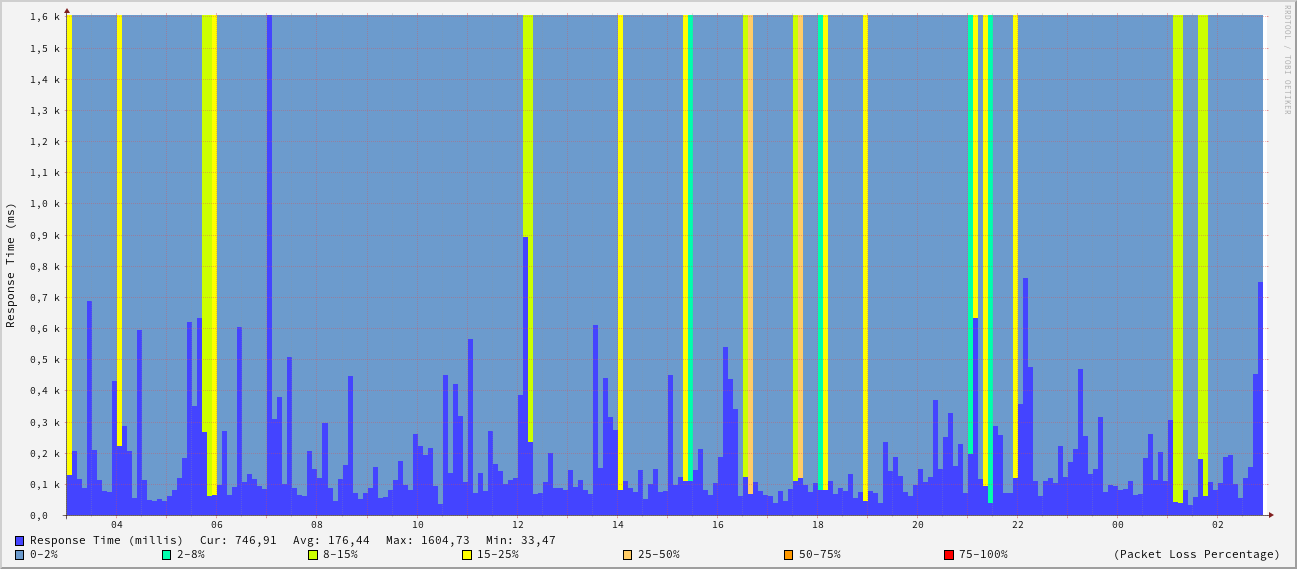 RRDTOOL / TOBI OETIKER
Response Time (ms)
1,6 k
1,5 k
1,4 k
1,3 k
1,2 k
1,1 k
1,0 k
0,9 k
0,8 k
0,7 k
0,6 k
0,5 k
0,4 k
0,3 k
0,2 k
0,1 k
0,0
04 06 08 10 12 14 16 18 20 22 00 02
Response Time (millis) Cur: 746,91 Avg: 176,44 Max: 1604,73 Min: 33,47
0-2% 2-8% 8-15% 15-25% 25-50% 50-75% 75-100% (Packet Loss Percentage)